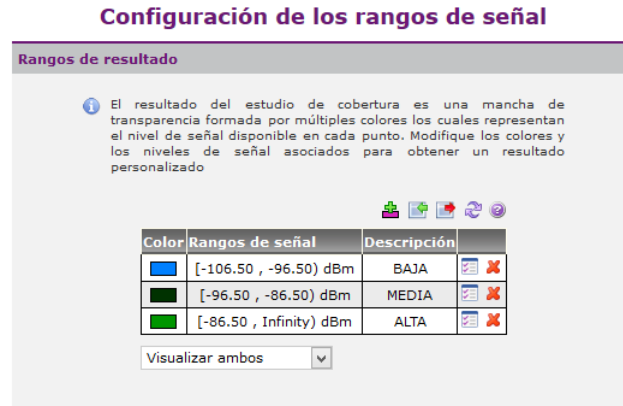 Configuración de los rangos de señal
Rangos de resultado
El resultado del estudio de cobertura es una mancha de
transparencia formada por múltiples colores los cuales representan
el nivel de señal disponible en cada punto. Modifique los colores y
los niveles de señal asociados para obtener un resultado
personalizado
Color Rangos de señal Descripción
[-106.50 , -96.50) dBm BAJA
[-96.50 , -86.50) dBm MEDIA
[-86.50 , Infinity) dBm ALTA
Visualizar ambos